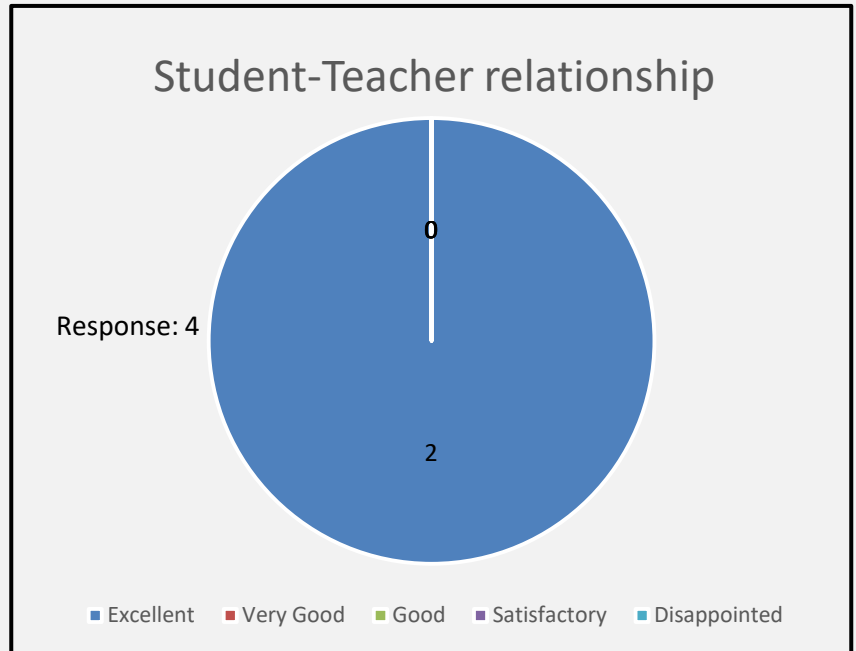 Student-Teacher relationship
0
Response: 4
2
Excellent Very Good Good Satisfactory Disappointed